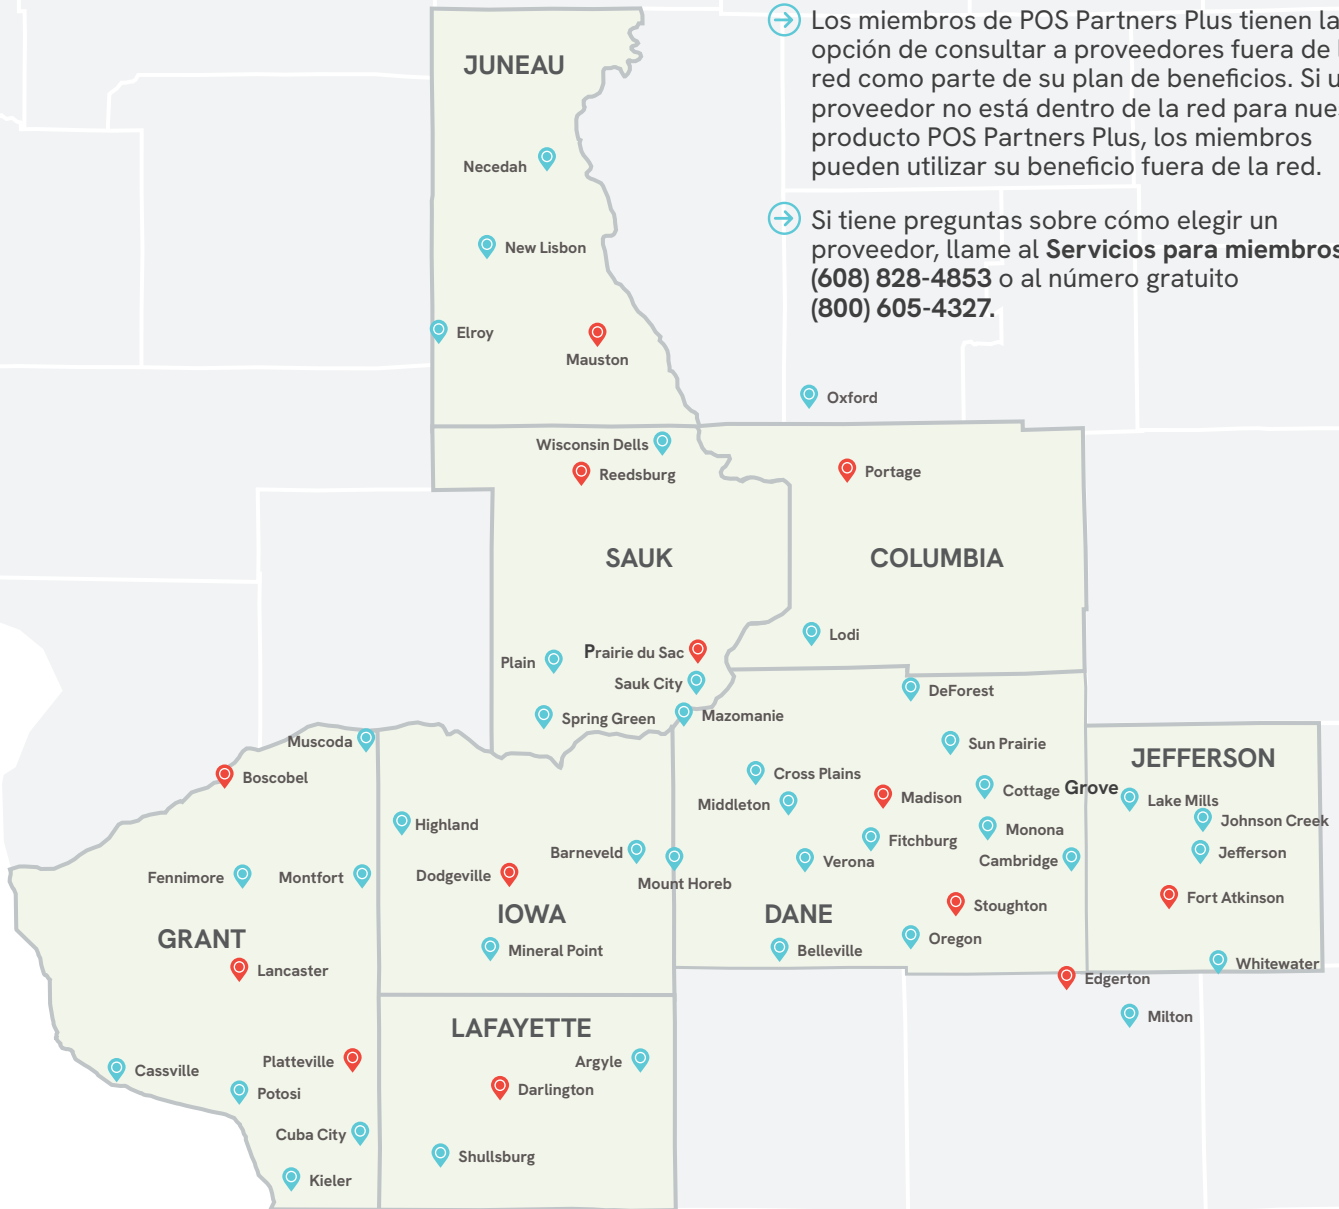 Los miembros de POS Partners Plus tienen la
opción de consultar a proveedores fuera de
red como parte de su plan de beneficios. Si
proveedor no está dentro de la red para
producto POS Partners Plus, los miembros
pueden utilizar su beneficio fuera de la red.
Si tiene preguntas sobre cómo elegir un
proveedor, llame al Servicios para miembros
(608) 828-4853 o al número gratuito
(800) 605-4327.
JUNEAU
Necedah
New Lisbon
Elroy
Mauston
Oxford
Wisconsin Dells
Reedsburg
Portage
SAUK
COLUMBIA
Lodi
Plain
Prairie du Sac
Sauk City
Spring Green
Mazomanie
DeForest
Muscoda
Boscobel
Sun Prairie
JEFFERSON
Cross Plains
Middleton
Madison
Cottage Grove
Lake Mills
Johnson Creek
Highland
Monona
Fitchburg
Barneveld
Verona
Cambridge
Jefferson
Fennimore
Montfort
Dodgeville
Mount Horeb
Fort Atkinson
Stoughton
IOWA
DANE
GRANT
Oregon
Mineral Point
Belleville
Whitewater
Lancaster
Edgerton
Milton
LAFAYETTE
Platteville
Argyle
Cassville
Darlington
Potosi
Cuba City
Shullsburg
Kieler